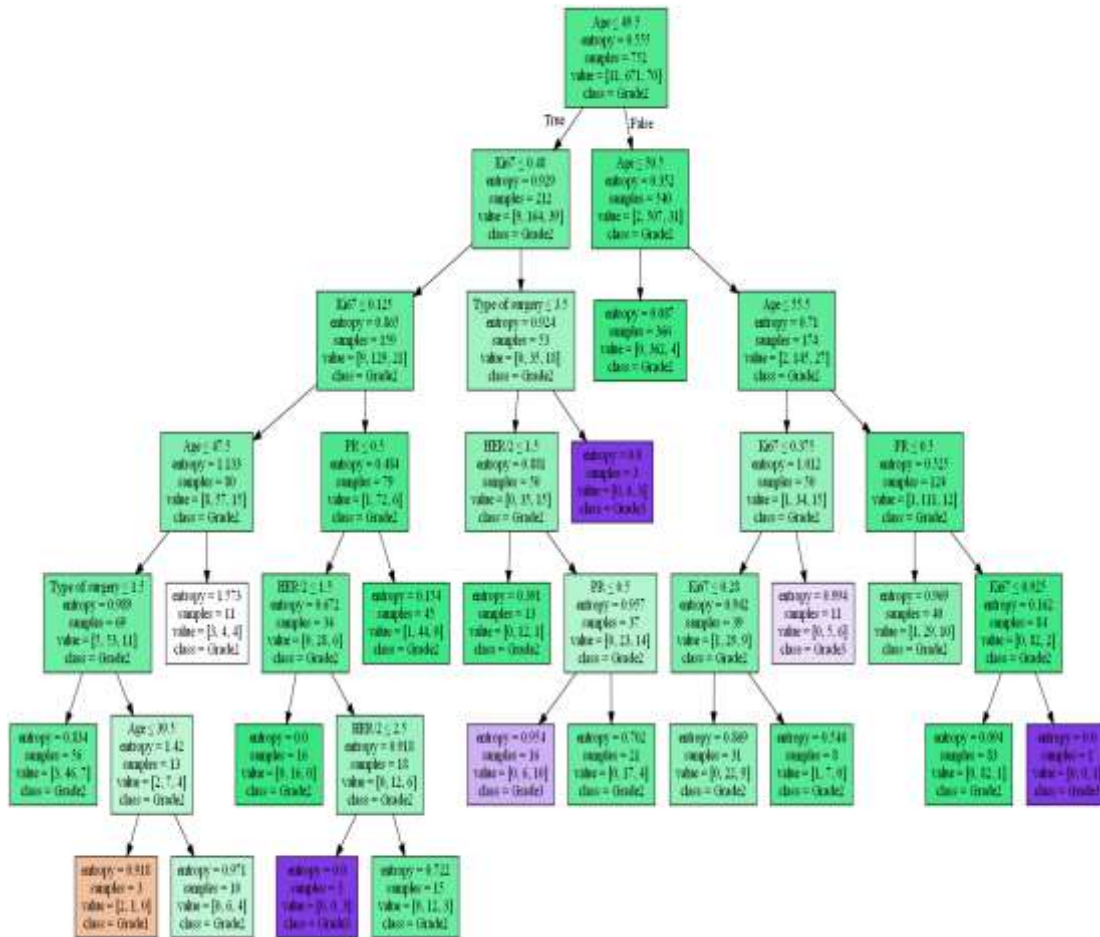 Age ≤ 49.5
entropy = 0.555
samples = 752
value = [11, 671, 70]
class = Grade2
True
False
Ki67 ≤ 0.48
entropy = 0.929
samples = 212
value = [9, 164, 39]
class = Grade2
Age ≤ 50.5
entropy = 0.352
samples = 540
value = [2, 507, 31]
class = Grade2
Ki67 ≤ 0.125
entropy = 0.865
samples = 159
value = [9, 129, 21]
class = Grade2
Type of surgery ≤ 3.5
entropy = 0.924
samples = 53
value = [0, 35, 18]
class = Grade2
entropy = 0.087
samples = 366
value = [0, 362, 4]
class = Grade2
Age ≤ 55.5
entropy = 0.71
samples = 174
value = [2, 145, 27]
class = Grade2
Age ≤ 47.5
entropy = 1.133
samples = 80
value = [8, 57, 15]
class = Grade2
PR ≤ 0.5
entropy = 0.484
samples = 79
value = [1, 72, 6]
class = Grade2
HER/2 ≤ 1.5
entropy = 0.881
samples = 50
value = [0, 35, 15]
class = Grade2
entropy = 0.0
samples = 3
value = [0, 0, 3]
class = Grade3
Ki67 ≤ 0.375
entropy = 1.012
samples = 50
value = [1, 34, 15]
class = Grade2
PR ≤ 0.5
entropy = 0.525
samples = 124
value = [1, 111, 12]
class = Grade2
Type of surgery ≤ 1.5
entropy = 0.989
samples = 69
value = [5, 53, 11]
class = Grade2
entropy = 1.573
samples = 11
value = [3, 4, 4]
class = Grade2
HER/2 ≤ 1.5
entropy = 0.672
samples = 34
value = [0, 28, 6]
class = Grade2
entropy = 0.154
samples = 45
value = [1, 44, 0]
class = Grade2
entropy = 0.391
samples = 13
value = [0, 12, 1]
class = Grade2
PR ≤ 0.5
entropy = 0.957
samples = 37
value = [0, 23, 14]
class = Grade2
Ki67 ≤ 0.28
entropy = 0.942
samples = 39
value = [1, 29, 9]
class = Grade2
entropy = 0.994
samples = 11
value = [0, 5, 6]
class = Grade3
entropy = 0.969
samples = 40
value = [1, 29, 10]
class = Grade2
Ki67 ≤ 0.925
entropy = 0.162
samples = 84
value = [0, 82, 2]
class = Grade2
entropy = 0.834
samples = 56
value = [3, 46, 7]
class = Grade2
Age ≤ 39.5
entropy = 1.42
samples = 13
value = [2, 7, 4]
class = Grade2
entropy = 0.0
samples = 16
value = [0, 16, 0]
class = Grade2
HER/2 ≤ 2.5
entropy = 0.918
samples = 18
value = [0, 12, 6]
class = Grade2
entropy = 0.954
samples = 16
value = [0, 6, 10]
class = Grade3
entropy = 0.702
samples = 21
value = [0, 17, 4]
class = Grade2
entropy = 0.869
samples = 31
value = [0, 22, 9]
class = Grade2
entropy = 0.544
samples = 8
value = [1, 7, 0]
class = Grade2
entropy = 0.094
samples = 83
value = [0, 82, 1]
class = Grade2
entropy = 0.0
samples = 1
value = [0, 0, 1]
class = Grade3
entropy = 0.918
samples = 3
value = [2, 1, 0]
class = Grade1
entropy = 0.971
samples = 10
value = [0, 6, 4]
class = Grade2
entropy = 0.0
samples = 3
value = [0, 0, 3]
class = Grade3
entropy = 0.722
samples = 15
value = [0, 12, 3]
class = Grade2